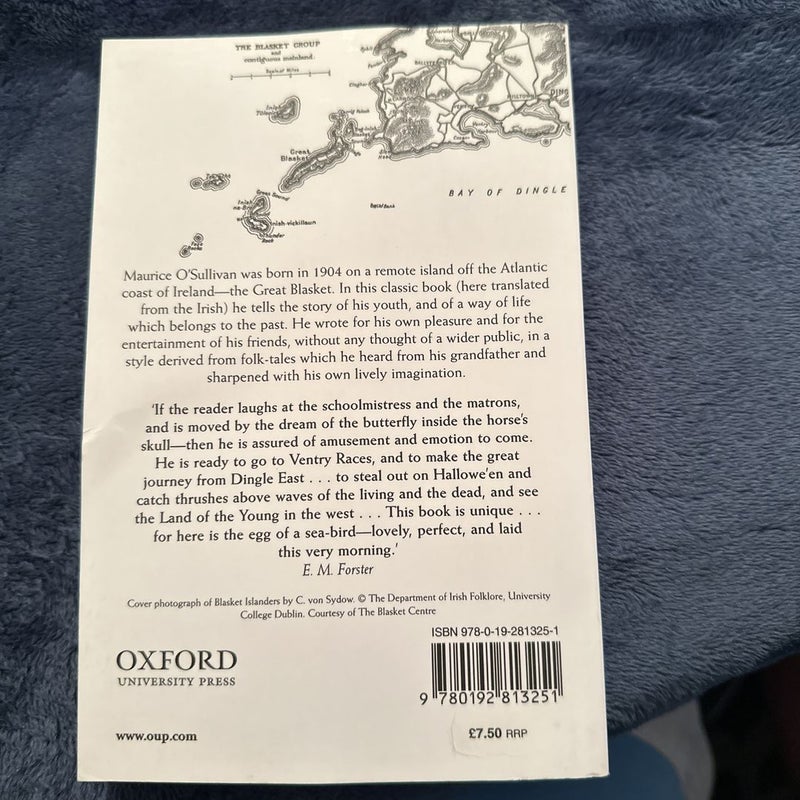 THE BLASKET GROUP
and
contiguous mainland.
Great
Blasket
BAY OF DINGLE
Maurice O'Sullivan was born in 1904 on a remote island off the Atlantic
coast of Ireland—the Great Blasket. In this classic book (here translated
from the Irish) he tells the story of his youth, and of a way of life
which belongs to the past. He wrote for his own pleasure and for the
entertainment of his friends, without any thought of a wider public, in a
style derived from folk-tales which he heard from his grandfather and
sharpened with his own lively imagination.
'If the reader laughs at the schoolmistress and the matrons,
and is moved by the dream of the butterfly inside the horse's
skull—then he is assured of amusement and emotion to come.
He is ready to go to Ventry Races, and to make the great
journey from Dingle East . . . to steal out on Hallowe'en and
catch thrushes above waves of the living and the dead, and see
the Land of the Young in the west . . . This book is unique . . .
for here is the egg of a sea-bird—lovely, perfect, and laid
this very morning.'
E. M. Forster
Cover photograph of Blasket Islanders by C. von Sydow. © The Department of Irish Folklore, University
College Dublin. Courtesy of The Blasket Centre
ISBN 978-0-19-281325-1
OXFORD
UNIVERSITY PRESS
9 780192 813251
www.oup.com
£7.50 RRP